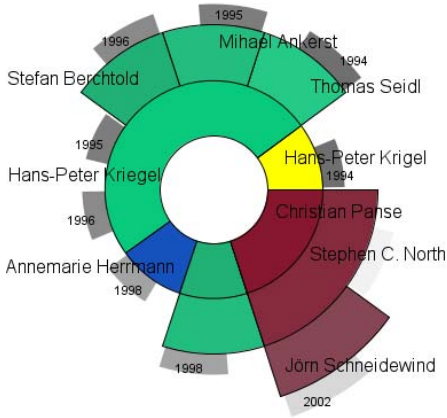 1995
1996
Mihael Ankerst
1994
Stefan Berchtold
Thomas Seidl
1995
Hans-Peter Krigel
Hans-Peter Kriegel
1994
Christian Panse
1996
Stephen C. North
Annemarie Herrmann
1998
1998
Jörn Schneidewind
2002